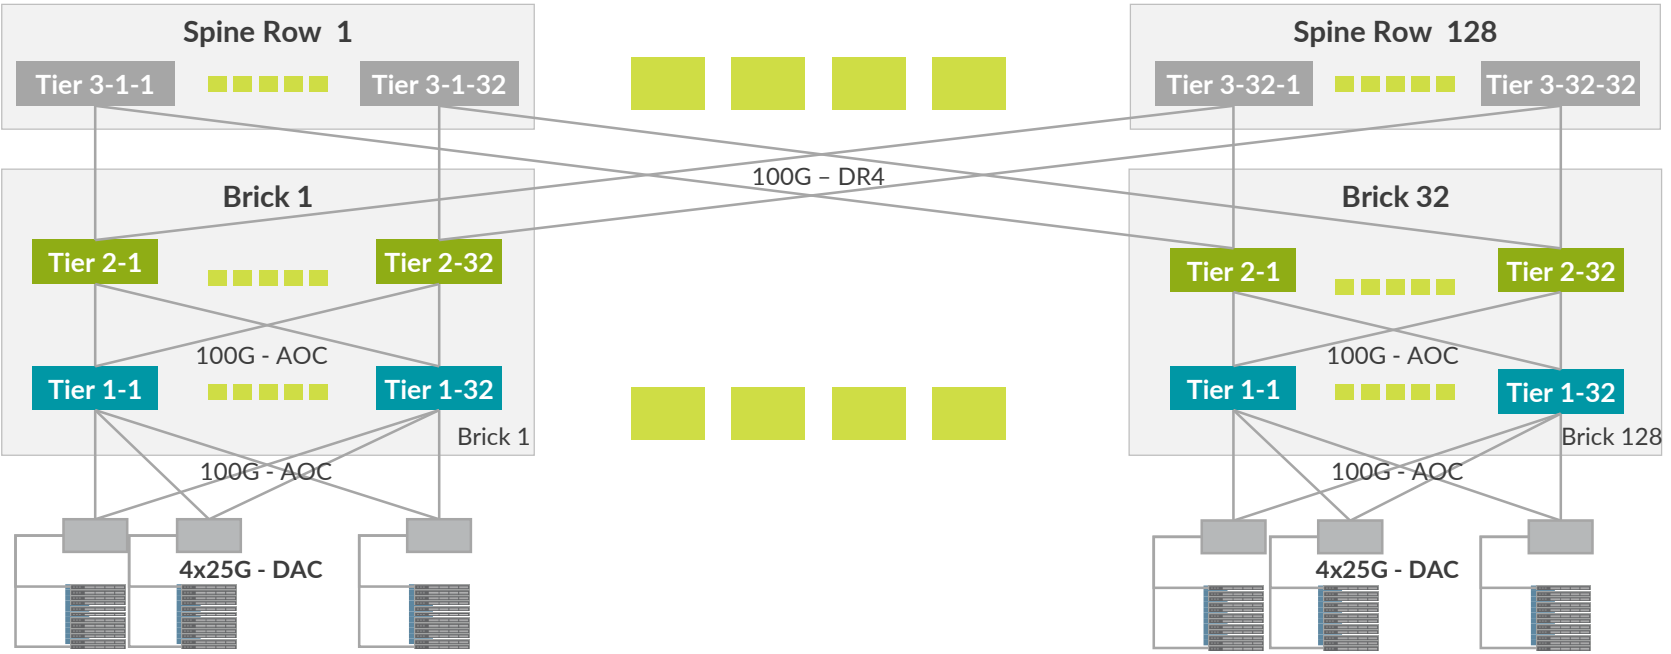 Spine Row 1
Spine Row 128
Tier 3-1-1
Tier 3-1-32
Tier 3-32-1
Tier 3-32-32
100G – DR4
Brick 1
Brick 32
Tier 2-1
Tier 2-32
Tier 2-1
Tier 2-32
100G - AOC
100G - AOC
Tier 1-1
Tier 1-32
Tier 1-1
Tier 1-32
Brick 1
Brick 128
100G - AOC
100G - AOC
4x25G - DAC
4x25G - DAC